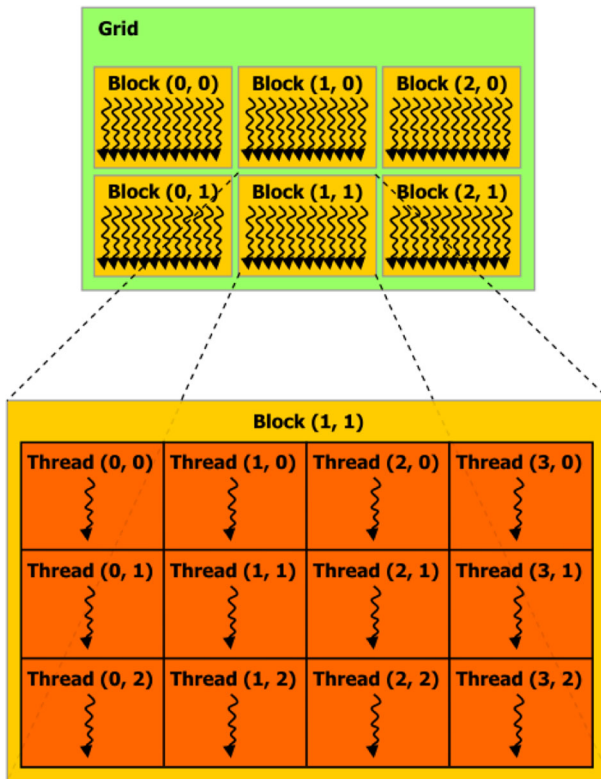 Grid
Block (0, 0) Block (1, 0) Block (2, 0)
Block (0, 1) Block (1, 1) Block (2, 1)
Block (1, 1)
Thread (0, 0) Thread (1, 0) Thread (2, 0) Thread (3, 0)
Thread (0, 1) Thread (1, 1) Thread (2, 1) Thread (3, 1)
Thread (0, 2) Thread (1, 2) Thread (2, 2) Thread (3, 2)